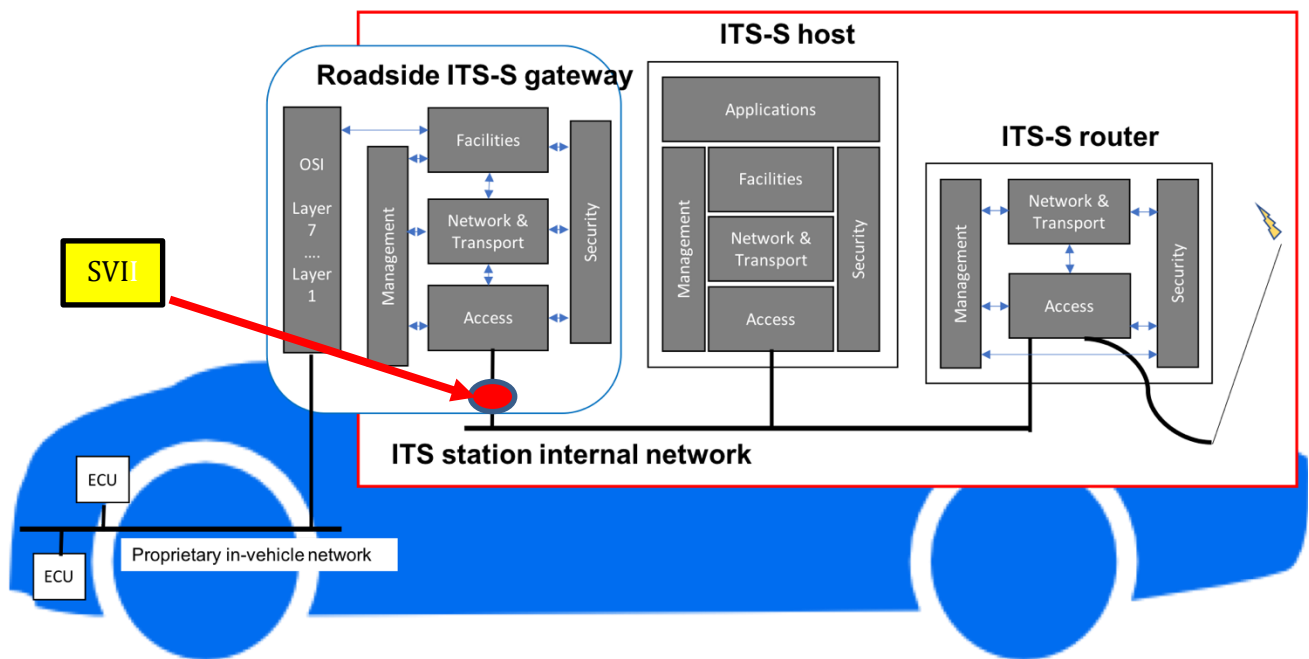 ITS-S host
Roadside ITS-S gateway
ITS-S router
SVII
OSI
Layer
7
....
Layer
1
Management
Facilities
Network &
Transport
Access
Security
Applications
Management
Facilities
Network &
Transport
Access
Security
Management
Network &
Transport
Access
Security
ITS station internal network
ECU
ECU
Proprietary in-vehicle network